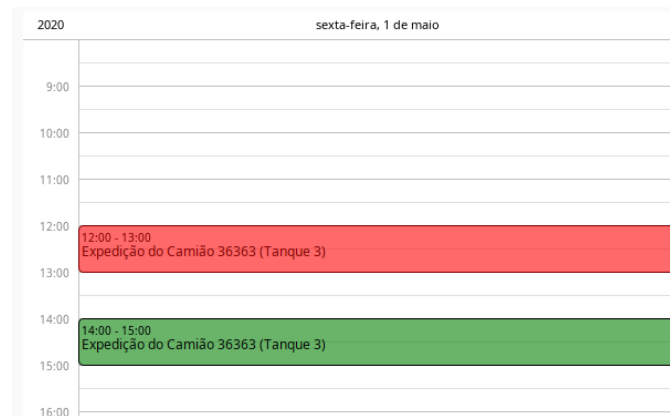 2020 sexta-feira, 1 de maio
9:00
10:00
11:00
12:00
12:00 - 13:00
Expedição do Camião 36363 (Tanque 3)
13:00
14:00
14:00 - 15:00
Expedição do Camião 36363 (Tanque 3)
15:00
16:00